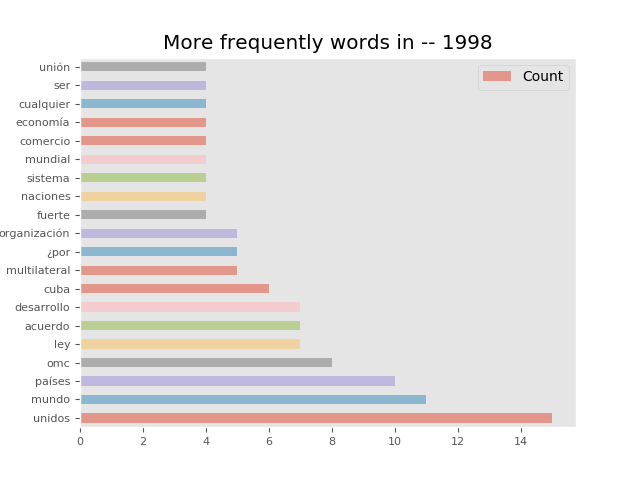 More frequently words in -- 1998
Count
unión
ser
cualquier
economía
comercio
mundial
sistema
naciones
fuerte
organización
¿por
multilateral
cuba
desarrollo
acuerdo
ley
omc
países
mundo
unidos
0 2 4 6 8 10 12 14